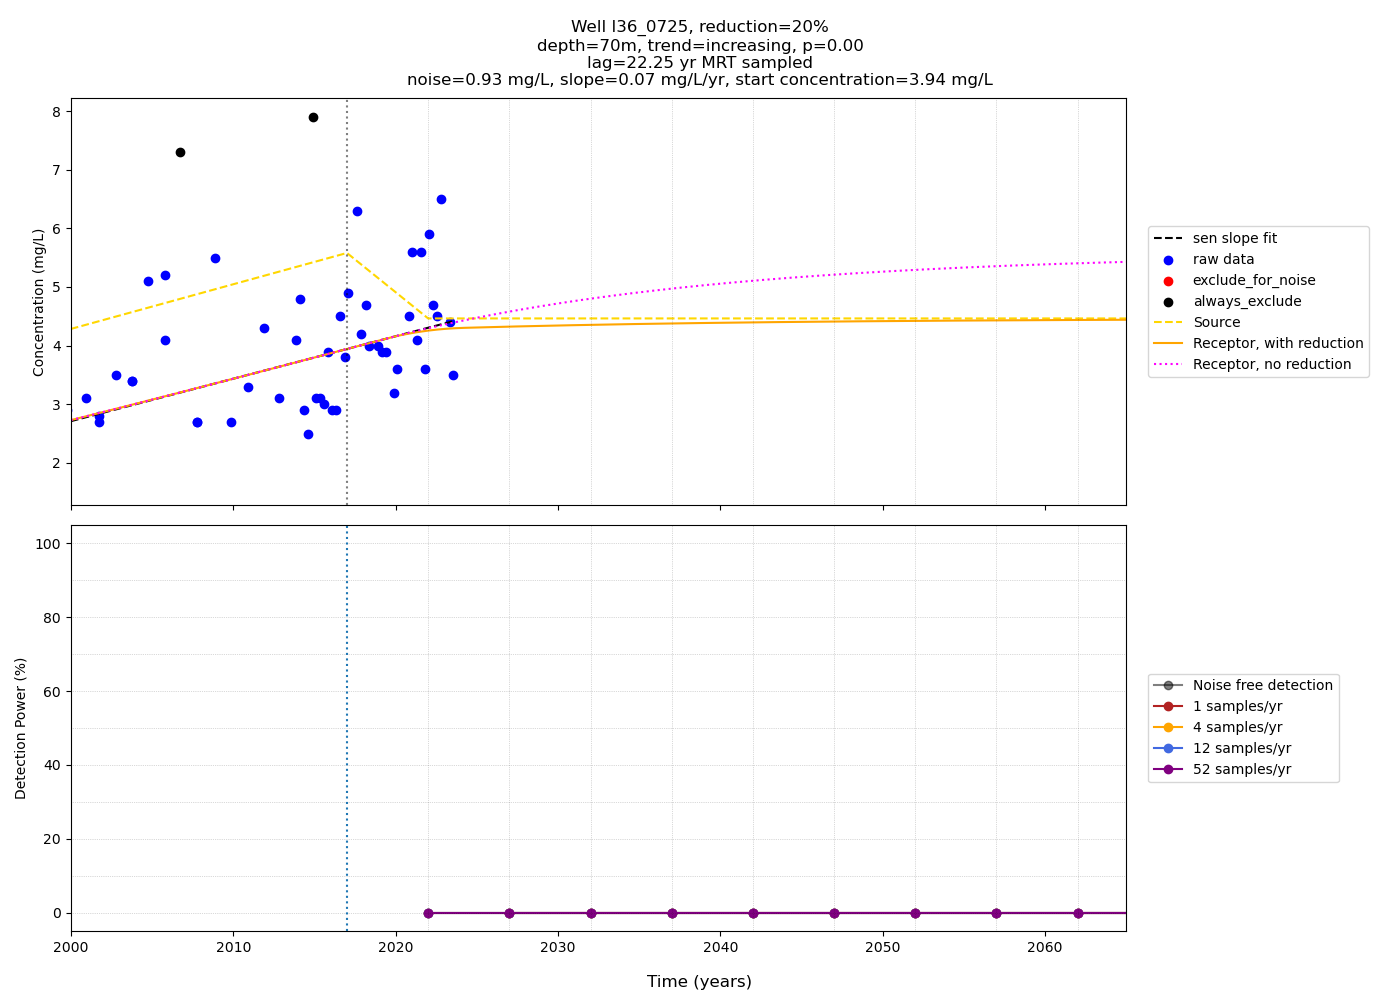 Well l36_0725, reduction=20%
depth=70m, trend=increasing, p=0.00
lag=22.25 yr MRT sampled
noise=0.93 mg/L, slope=0.07 mg/L/yr, start concentration=3.94 mg/L
Concentration (mg/L)
8
7
6
5
4
3
2
sen slope fit
raw data
exclude_for_noise
always_exclude
Source
Receptor, with reduction
Receptor, no reduction
Detection Power (%)
100
80
60
40
20
0
Noise free detection
1 samples/yr
4 samples/yr
12 samples/yr
52 samples/yr
2000
2010
2020
2030
2040
2050
2060
Time (years)